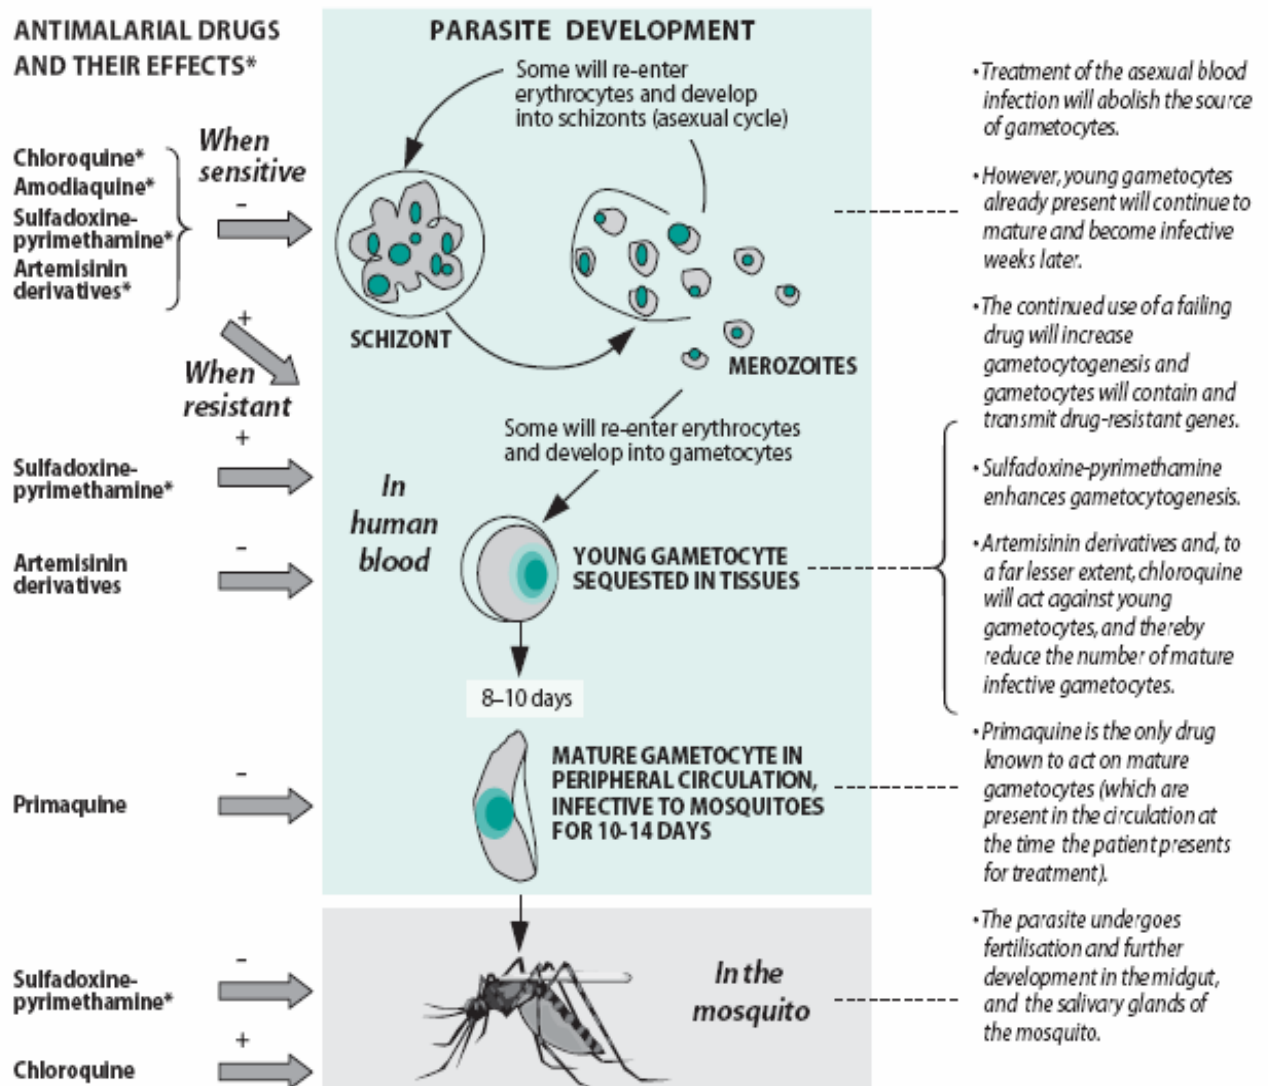 ANTIMALARIAL DRUGS
AND THEIR EFFECTS*
Chloroquine*
Amodiaquine*
Sulfadoxine-
pyrimethamine*
Artemisinin
derivatives*
When
sensitive
-
+
When
resistant
+
Sulfadoxine-
pyrimethamine*
-
Artemisinin
derivatives
-
Primaquine
-
Sulfadoxine-
pyrimethamine*
+
Chloroquine
PARASITE DEVELOPMENT
Some will re-enter
erythrocytes and develop
into schizonts (asexual cycle)
SCHIZONT
MEROZOITES
Some will re-enter erythrocytes
and develop into gametocytes
In
human
blood
YOUNG GAMETOCYTE
SEQUESTED IN TISSUES
8–10 days
MATURE GAMETOCYTE IN
PERIPHERAL CIRCULATION,
INFECTIVE TO MOSQUITOES
FOR 10-14 DAYS
In the
mosquito
•Treatment of the asexual blood
infection will abolish the source
of gametocytes.
•However, young gametocytes
already present will continue to
mature and become infective
weeks later.
•The continued use of a failing
drug will increase
gametocytogenesis and
gametocytes will contain and
transmit drug-resistant genes.
•Sulfadoxine-pyrimethamine
enhances gametocytogenesis.
•Artemisinin derivatives and, to
a far lesser extent, chloroquine
will act against young
gametocytes, and thereby
reduce the number of mature
infective gametocytes.
•Primaquine is the only drug
known to act on mature
gametocytes (which are
present in the circulation at
the time the patient presents
for treatment).
•The parasite undergoes
fertilisation and further
development in the midgut,
and the salivary glands of
the mosquito.